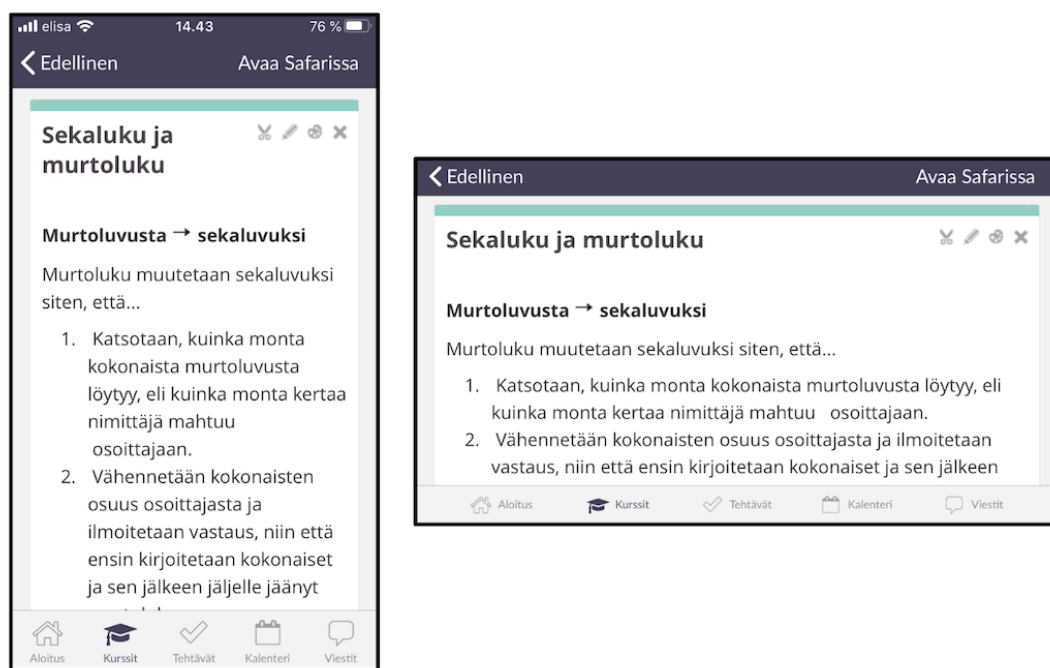 elisa 14.43 76 %
Edellinen Avaa Safarissa
Sekaluku ja
murtoluku
Murtoluvusta → sekaluvuksi
Murtoluku muutetaan sekaluvuksi
siten, että...
1. Katsotaan, kuinka monta
kokonaista murtoluvusta
löytyy, eli kuinka monta kertaa
nimittäjä mahtuu
osoittajaan.
2. Vähennetään kokonaisten
osuus osoittajasta ja
ilmoitetaan vastaus, niin että
ensin kirjoitetaan kokonaiset
ja sen jälkeen jäljelle jäänyt
Aloitus Kurssit Tehtävät Kalenteri Viestit
Edellinen Avaa Safarissa
Sekaluku ja murtoluku
Murtoluvusta → sekaluvuksi
Murtoluku muutetaan sekaluvuksi siten, että...
1. Katsotaan, kuinka monta kokonaista murtoluvusta löytyy, eli
kuinka monta kertaa nimittäjä mahtuu osoittajaan.
2. Vähennetään kokonaisten osuus osoittajasta ja ilmoitetaan
vastaus, niin että ensin kirjoitetaan kokonaiset ja sen jälkeen
Aloitus Kurssit Tehtävät Kalenteri Viestit